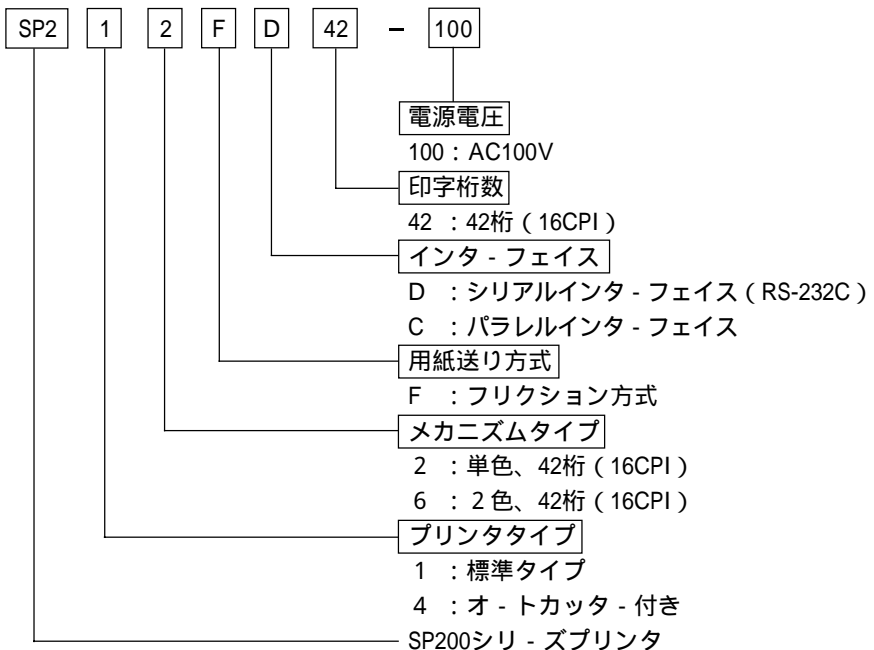 SP2 1 2 F D 42 - 100
電源電圧
100：AC100V
印字桁数
42 ：42桁（16CPI）
インタ - フェイス
D ：シリアルインタ - フェイス（RS-232C）
C ：パラレルインタ - フェイス
用紙送り方式
F ：フリクション方式
メカニズムタイプ
2 ：単色、42桁（16CPI）
6 ：２色、42桁（16CPI）
プリンタタイプ
1 ：標準タイプ
4 ：オ - トカッタ - 付き
SP200シリ - ズプリンタ